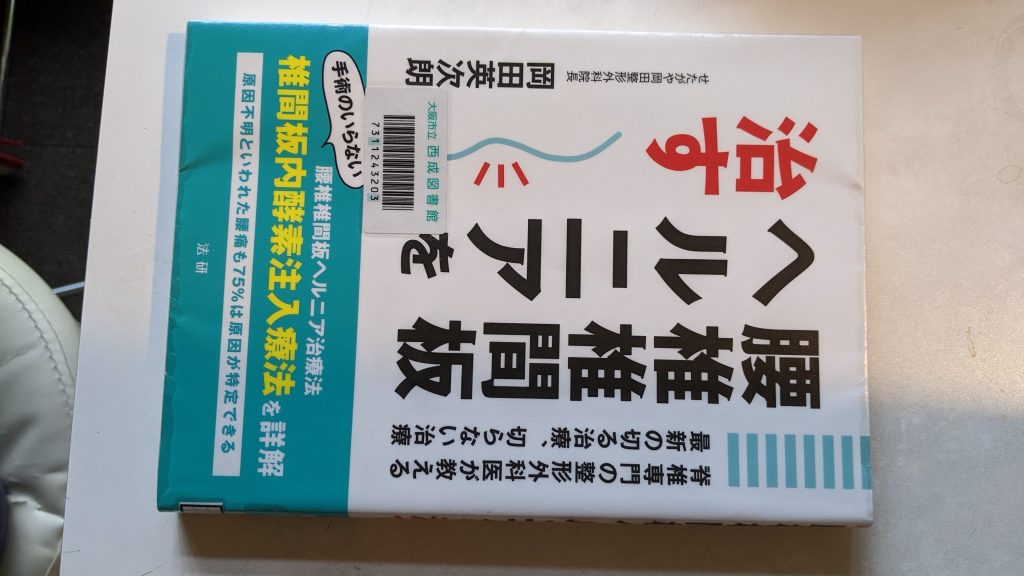 脊椎専門の整形外科医が教える
最新の切る治療、切らない治療
腰椎椎間板
ヘルニアを
治す
せたがや岡田整形外科院長
岡田英次朗
大阪市立 西成図書館
7311243203
手術のいらない
腰椎椎間板ヘルニア治療法
椎間板内酵素注入療法を詳解
原因不明といわれた腰痛も75%は原因が特定できる
法研